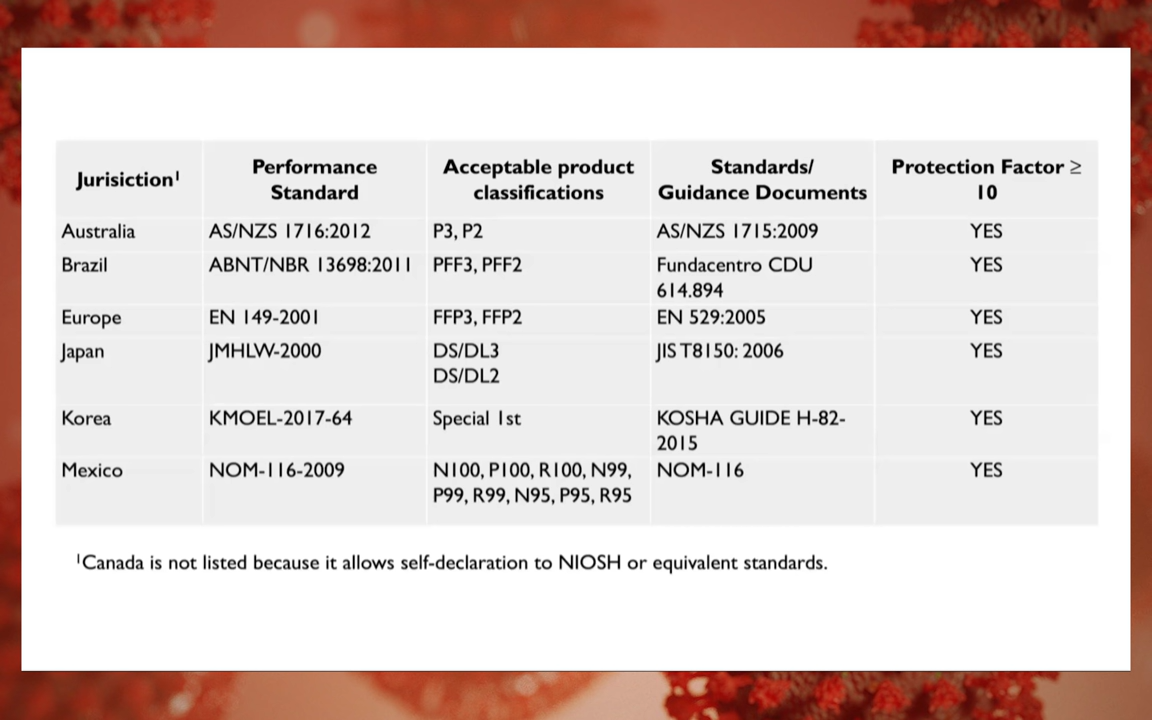 Jurisiction¹ Performance Standard Acceptable product classifications Standards/ Guidance Documents Protection Factor ≥ 10
Australia AS/NZS 1716:2012 P3, P2 AS/NZS 1715:2009 YES
Brazil ABNT/NBR 13698:2011 PFF3, PFF2 Fundacentro CDU 614.894 YES
Europe EN 149-2001 FFP3, FFP2 EN 529:2005 YES
Japan JMHLW-2000 DS/DL3 DS/DL2 JIS T8150: 2006 YES
Korea KMOEL-2017-64 Special 1st KOSHA GUIDE H-82-2015 YES
Mexico NOM-116-2009 N100, P100, R100, N99, P99, R99, N95, P95, R95 NOM-116 YES
¹Canada is not listed because it allows self-declaration to NIOSH or equivalent standards.